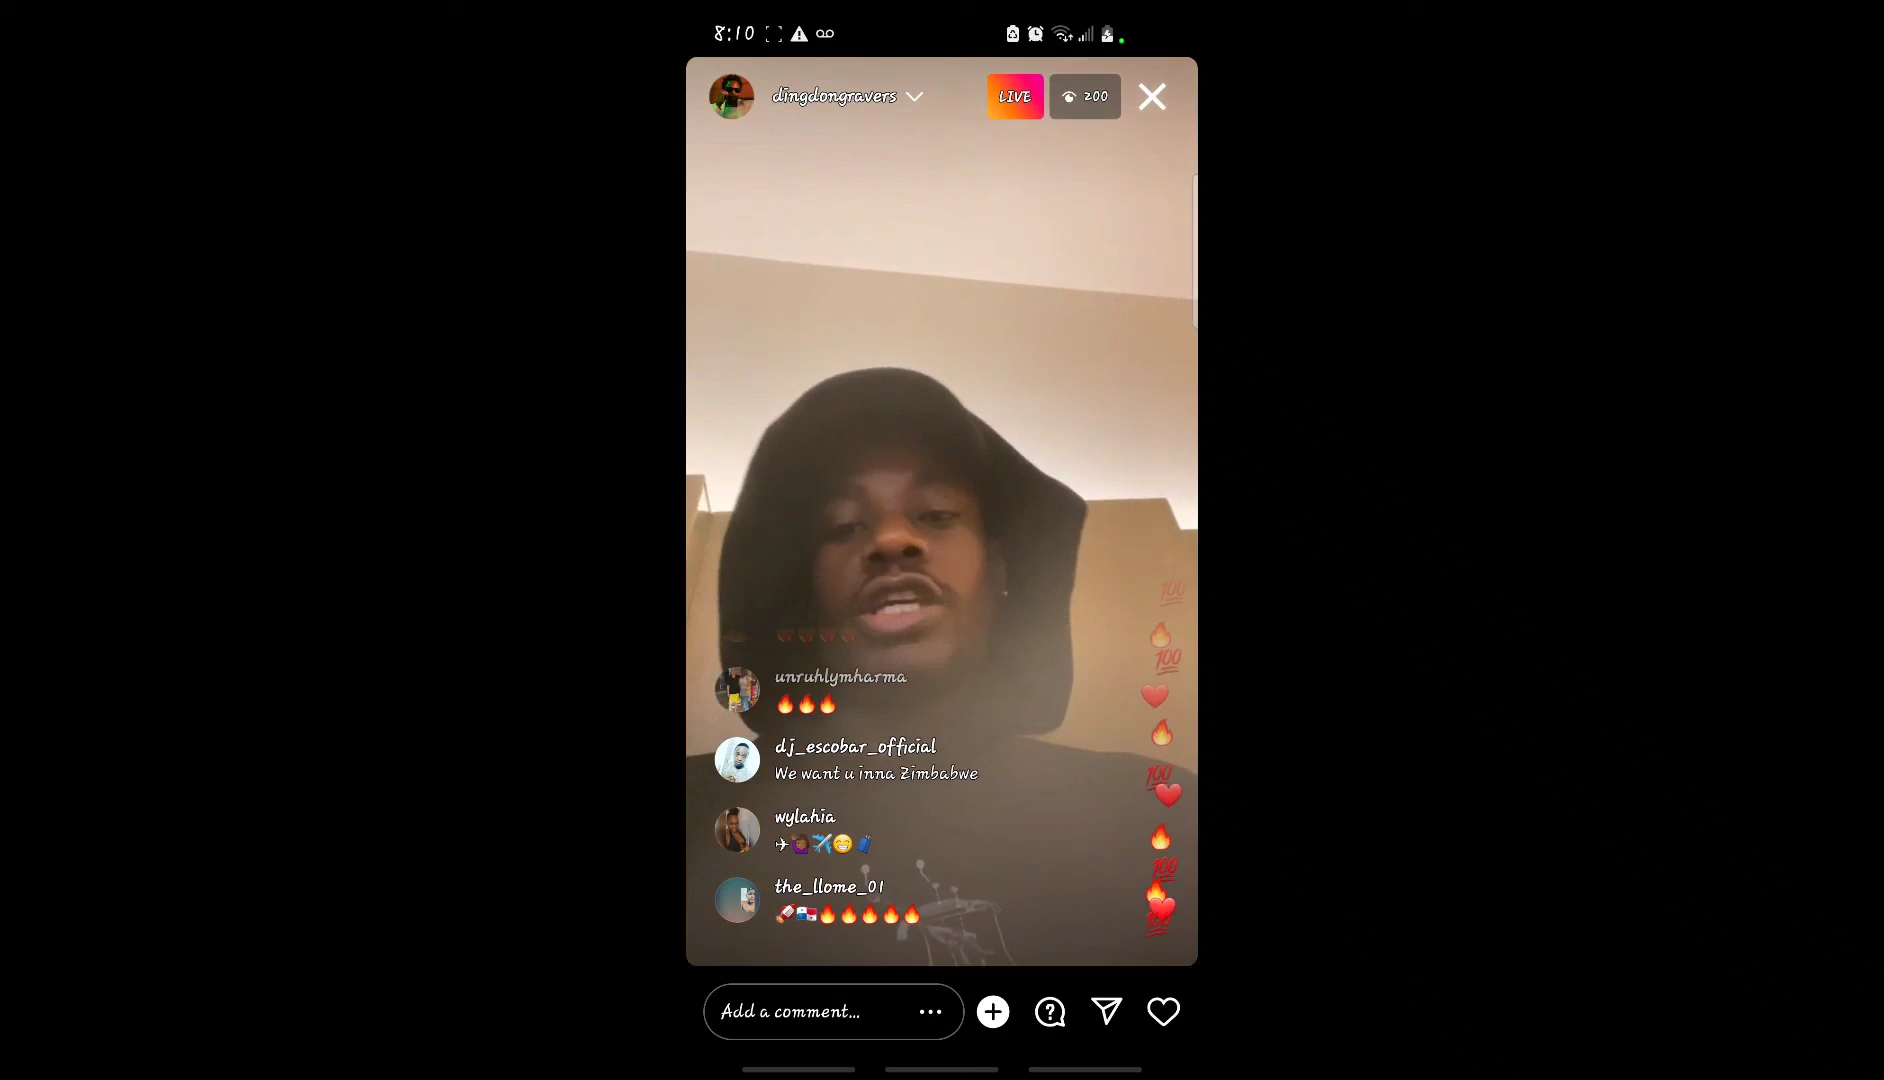 8:10
dingdongravers
LIVE
200
unruhlymharma
🔥🔥🔥
dj_escobar_official
We want u inna Zimbabwe
wylahia
✈🙋🏾‍♀️✈️😁🧳
the_llome_01
🇵🇦🔥🔥🔥🔥🔥
Add a comment...